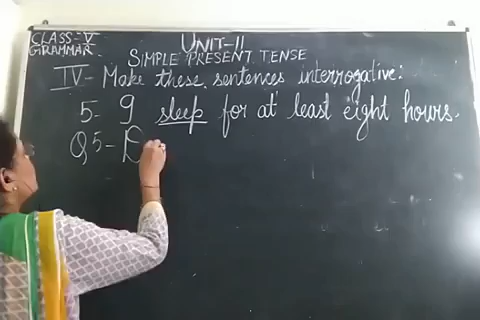 CLASS-V
GRAMMAR
UNIT-11
SIMPLE PRESENT TENSE
IV- Make these sentences interrogative:
5- I sleep for at least eight hours.
Q5- D